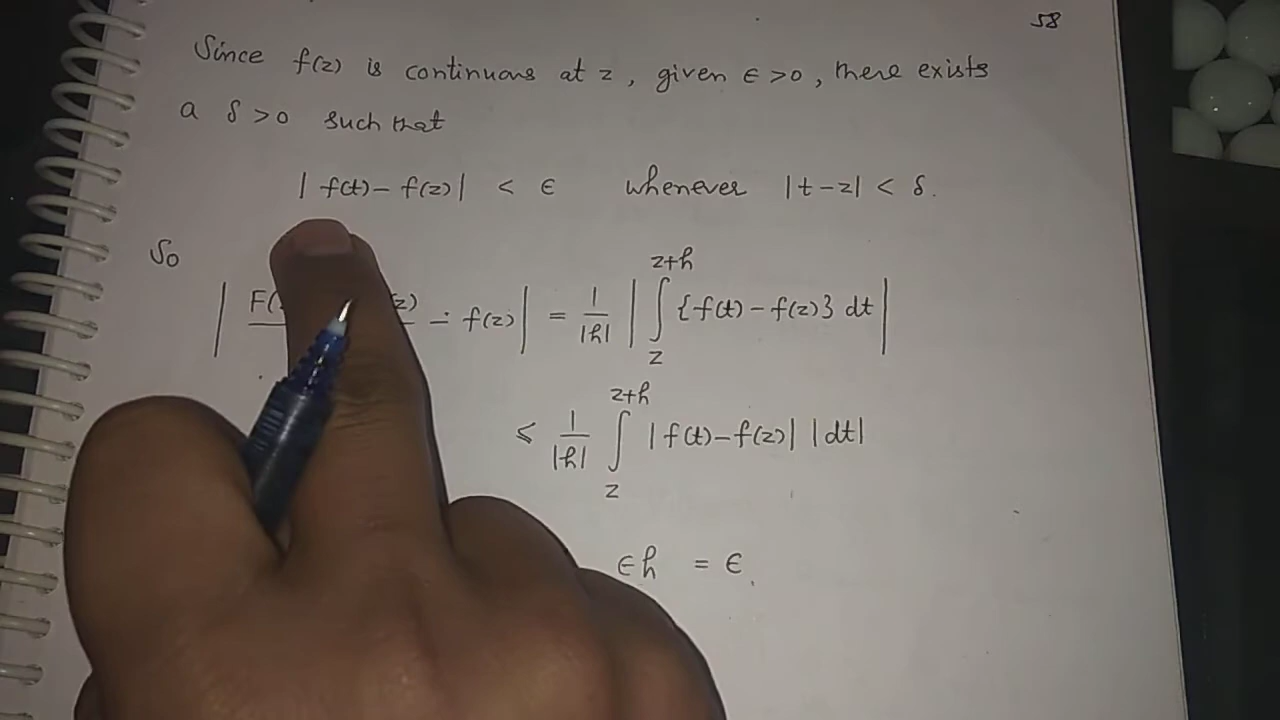 58
Since f(z) is continuous at z, given ϵ > 0, there exists
a δ > 0 such that
| f(t) – f(z) | < ϵ whenever | t – z | < δ.
So
| F( z) – f(z) | = 1/|h| | ∫_z^{z+h} { f(t) – f(z) } dt |
≤ 1/|h| ∫_z^{z+h} | f(t) – f(z) | | dt |
ϵh = ϵ.